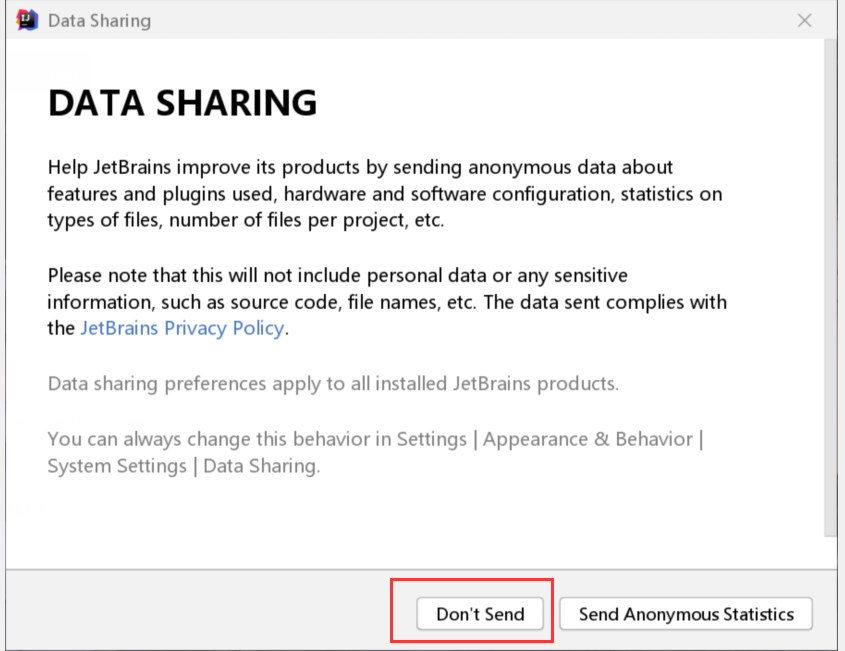 Data Sharing
DATA SHARING
Help JetBrains improve its products by sending anonymous data about
features and plugins used, hardware and software configuration, statistics on
types of files, number of files per project, etc.
Please note that this will not include personal data or any sensitive
information, such as source code, file names, etc. The data sent complies with
the JetBrains Privacy Policy.
Data sharing preferences apply to all installed JetBrains products.
You can always change this behavior in Settings | Appearance & Behavior |
System Settings | Data Sharing.
Don't Send
Send Anonymous Statistics